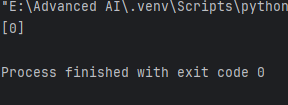 "E:\Advanced AI\.venv\Scripts\python
[0]
Process finished with exit code 0